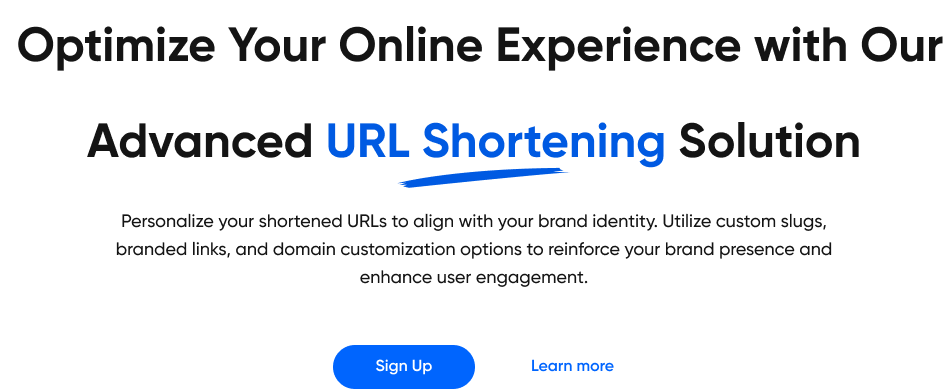 Optimize Your Online Experience with Our
Advanced URL Shortening Solution
Personalize your shortened URLs to align with your brand identity. Utilize custom slugs,
branded links, and domain customization options to reinforce your brand presence and
enhance user engagement.
Sign Up
Learn more